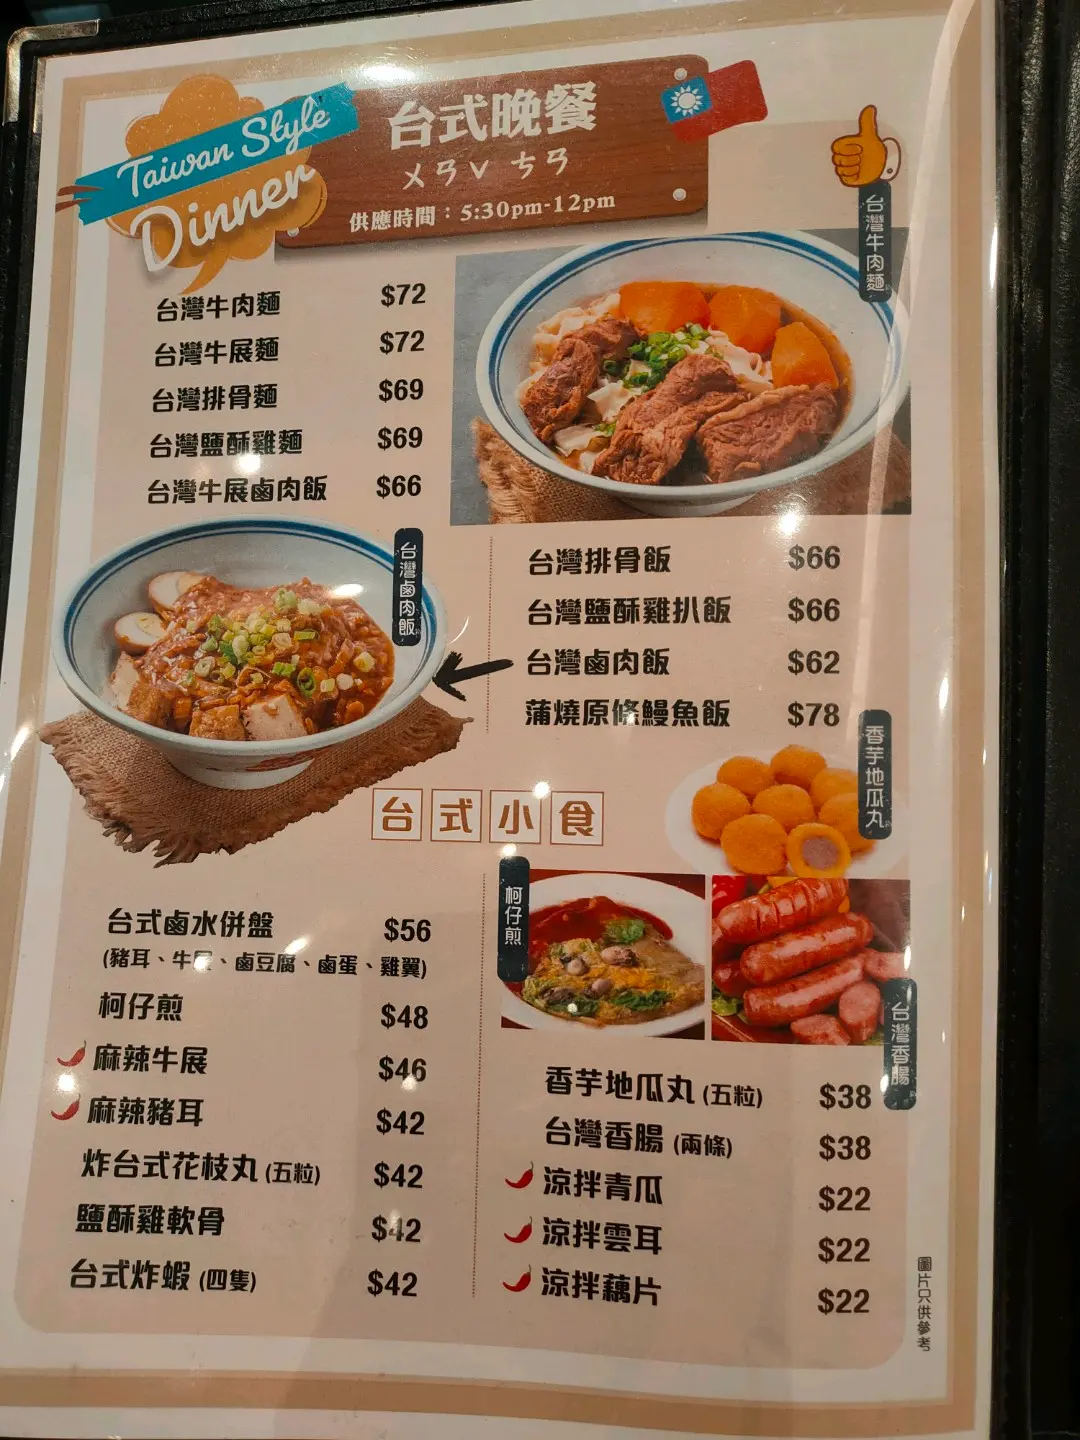 Taiwan Style
Dinner
台式晚餐
ㄨㄢˇ ㄘㄢ
供應時間：5:30pm-12pm
台灣牛肉麵 $72
台灣牛展麵 $72
台灣排骨麵 $69
台灣鹽酥雞麵 $69
台灣牛展鹵肉飯 $66
台灣牛肉麵
台灣鹵肉飯
台灣排骨飯 $66
台灣鹽酥雞扒飯 $66
台灣鹵肉飯 $62
蒲燒原條鰻魚飯 $78
香芋地瓜丸
台式小食
台式鹵水併盤 $56
(豬耳、牛、鹵豆腐、鹵蛋、雞翼)
柯仔煎 $48
麻辣牛展 $46
麻辣豬耳 $42
炸台式花枝丸 (五粒) $42
鹽酥雞軟骨 $42
台式炸蝦 (四隻) $42
柯仔煎
台灣香腸
香芋地瓜丸 (五粒) $38
台灣香腸 (兩條) $38
涼拌青瓜 $22
涼拌雲耳 $22
涼拌藕片 $22
圖片只供參考